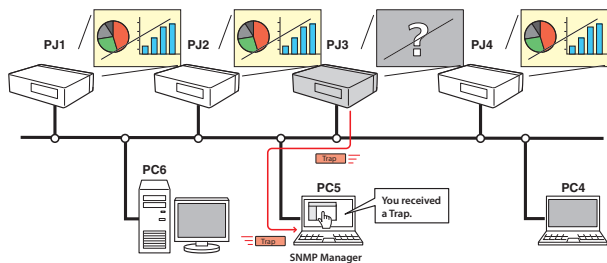 PJ1
PJ2
PJ3
?
PJ4
Trap
PC6
PC5
You received
a Trap.
PC4
Trap
SNMP Manager